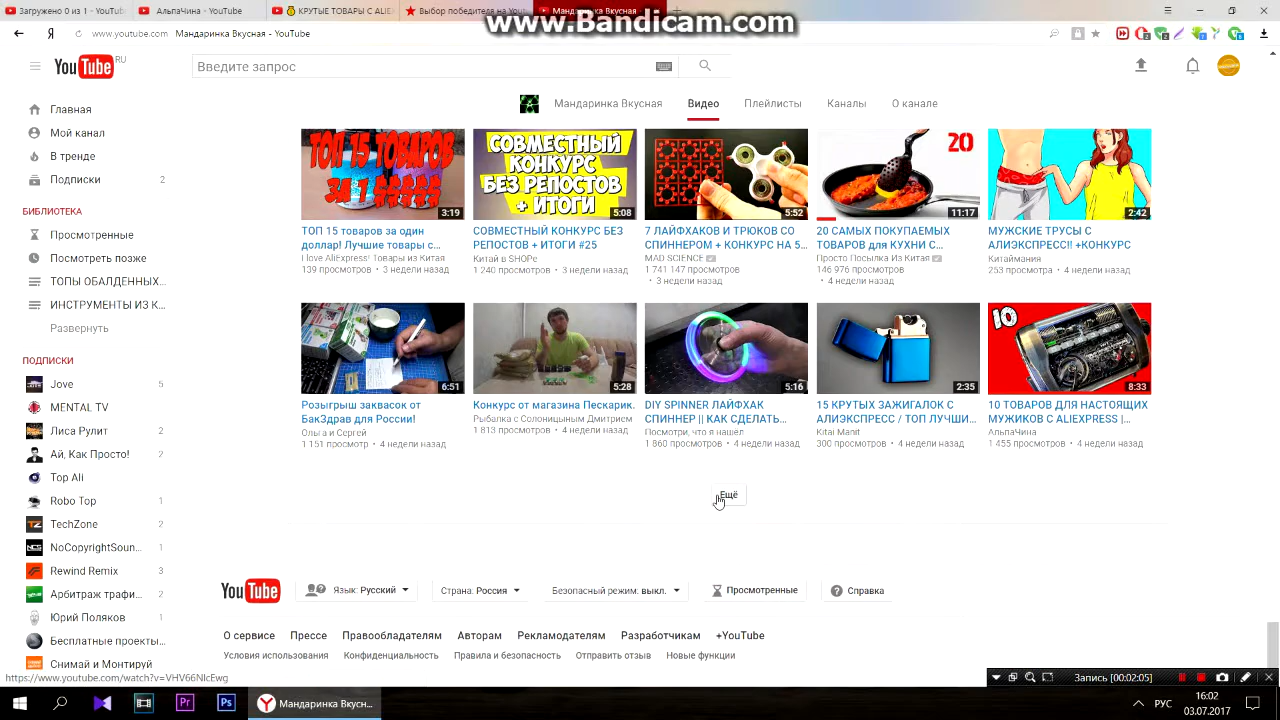 www.Bandicam.com
Загружено 0 из 1
АльпаЧина - YouTube
КРУТЫЕ ТОВАРЫ С АЛИЭ
Выбор победителя на You
Мандаринка Вкусная
www.youtube.com Мандаринка Вкусная - YouTube
YouTube RU
Введите запрос
Мандаринка Вкусная Видео Плейлисты Каналы О канале
Главная
Мой канал
В тренде
Подписки 2
БИБЛИОТЕКА
Просмотренные
Посмотреть позже
ТОПЫ ОБАЛДЕННЫХ...
ИНСТРУМЕНТЫ ИЗ К...
Развернуть
ПОДПИСКИ
Jove 5
MENTAL TV
Лиса Рулит 2
Ай, Как Просто! 2
Top Ali
Robo Top 1
TechZone 2
NoCopyrightSoun... 1
Rewind Remix 3
Арбитраж трафи... 2
Юрий Поляков 1
Бесплатные проекты...
Снимай и Монтируй
ТОП 15 ТОВАРОВ
3:19
ТОП 15 товаров за один
доллар! Лучшие товары с...
I love AliExpress! Товары из Китая
139 просмотров • 3 недели назад
СОВМЕСТНЫЙ
КОНКУРС
БЕЗ РЕПОСТОВ
+ ИТОГИ
5:08
СОВМЕСТНЫЙ КОНКУРС БЕЗ
РЕПОСТОВ + ИТОГИ #25
Китай в SHOPe
1 240 просмотров • 3 недели назад
5:52
7 ЛАЙФХАКОВ И ТРЮКОВ СО
СПИННЕРОМ + КОНКУРС НА 5...
MAD SCIENCE
1 741 147 просмотров
• 3 недели назад
20
11:17
20 САМЫХ ПОКУПАЕМЫХ
ТОВАРОВ для КУХНИ С...
Просто Посылка Из Китая
146 976 просмотров
• 4 недели назад
2:42
МУЖСКИЕ ТРУСЫ С
АЛИЭКСПРЕСС!! +КОНКУРС
Китаймания
253 просмотра • 4 недели назад
6:51
Розыгрыш заквасок от
БакЗдрав для России!
Ольга и Сергей
1 151 просмотр • 4 недели назад
5:28
Конкурс от магазина Пескарик.
Рыбалка с Солоницыным Дмитрием
1 813 просмотров • 4 недели назад
5:16
DIY SPINNER ЛАЙФХАК
СПИННЕР || КАК СДЕЛАТЬ...
Посмотри, что я нашёл
1 860 просмотров • 4 недели назад
2:35
15 КРУТЫХ ЗАЖИГАЛОК С
АЛИЭКСПРЕСС / ТОП ЛУЧШИ...
Kitai Manit
300 просмотров • 4 недели назад
10
8:33
10 ТОВАРОВ ДЛЯ НАСТОЯЩИХ
МУЖИКОВ С ALIEXPRESS |...
АльпаЧина
1 455 просмотров • 4 недели назад
Ещё
YouTube
Язык: Русский
Страна: Россия
Безопасный режим: выкл.
Просмотренные
Справка
О сервисе Прессе Правообладателям Авторам Рекламодателям Разработчикам +YouTube
Условия использования Конфиденциальность Правила и безопасность Отправить отзыв Новые функции
https://www.youtube.com/watch?v=VHV66NIcEwg
Запись [00:02:05]
Мандаринка Вкусн...
РУС
16:02
03.07.2017